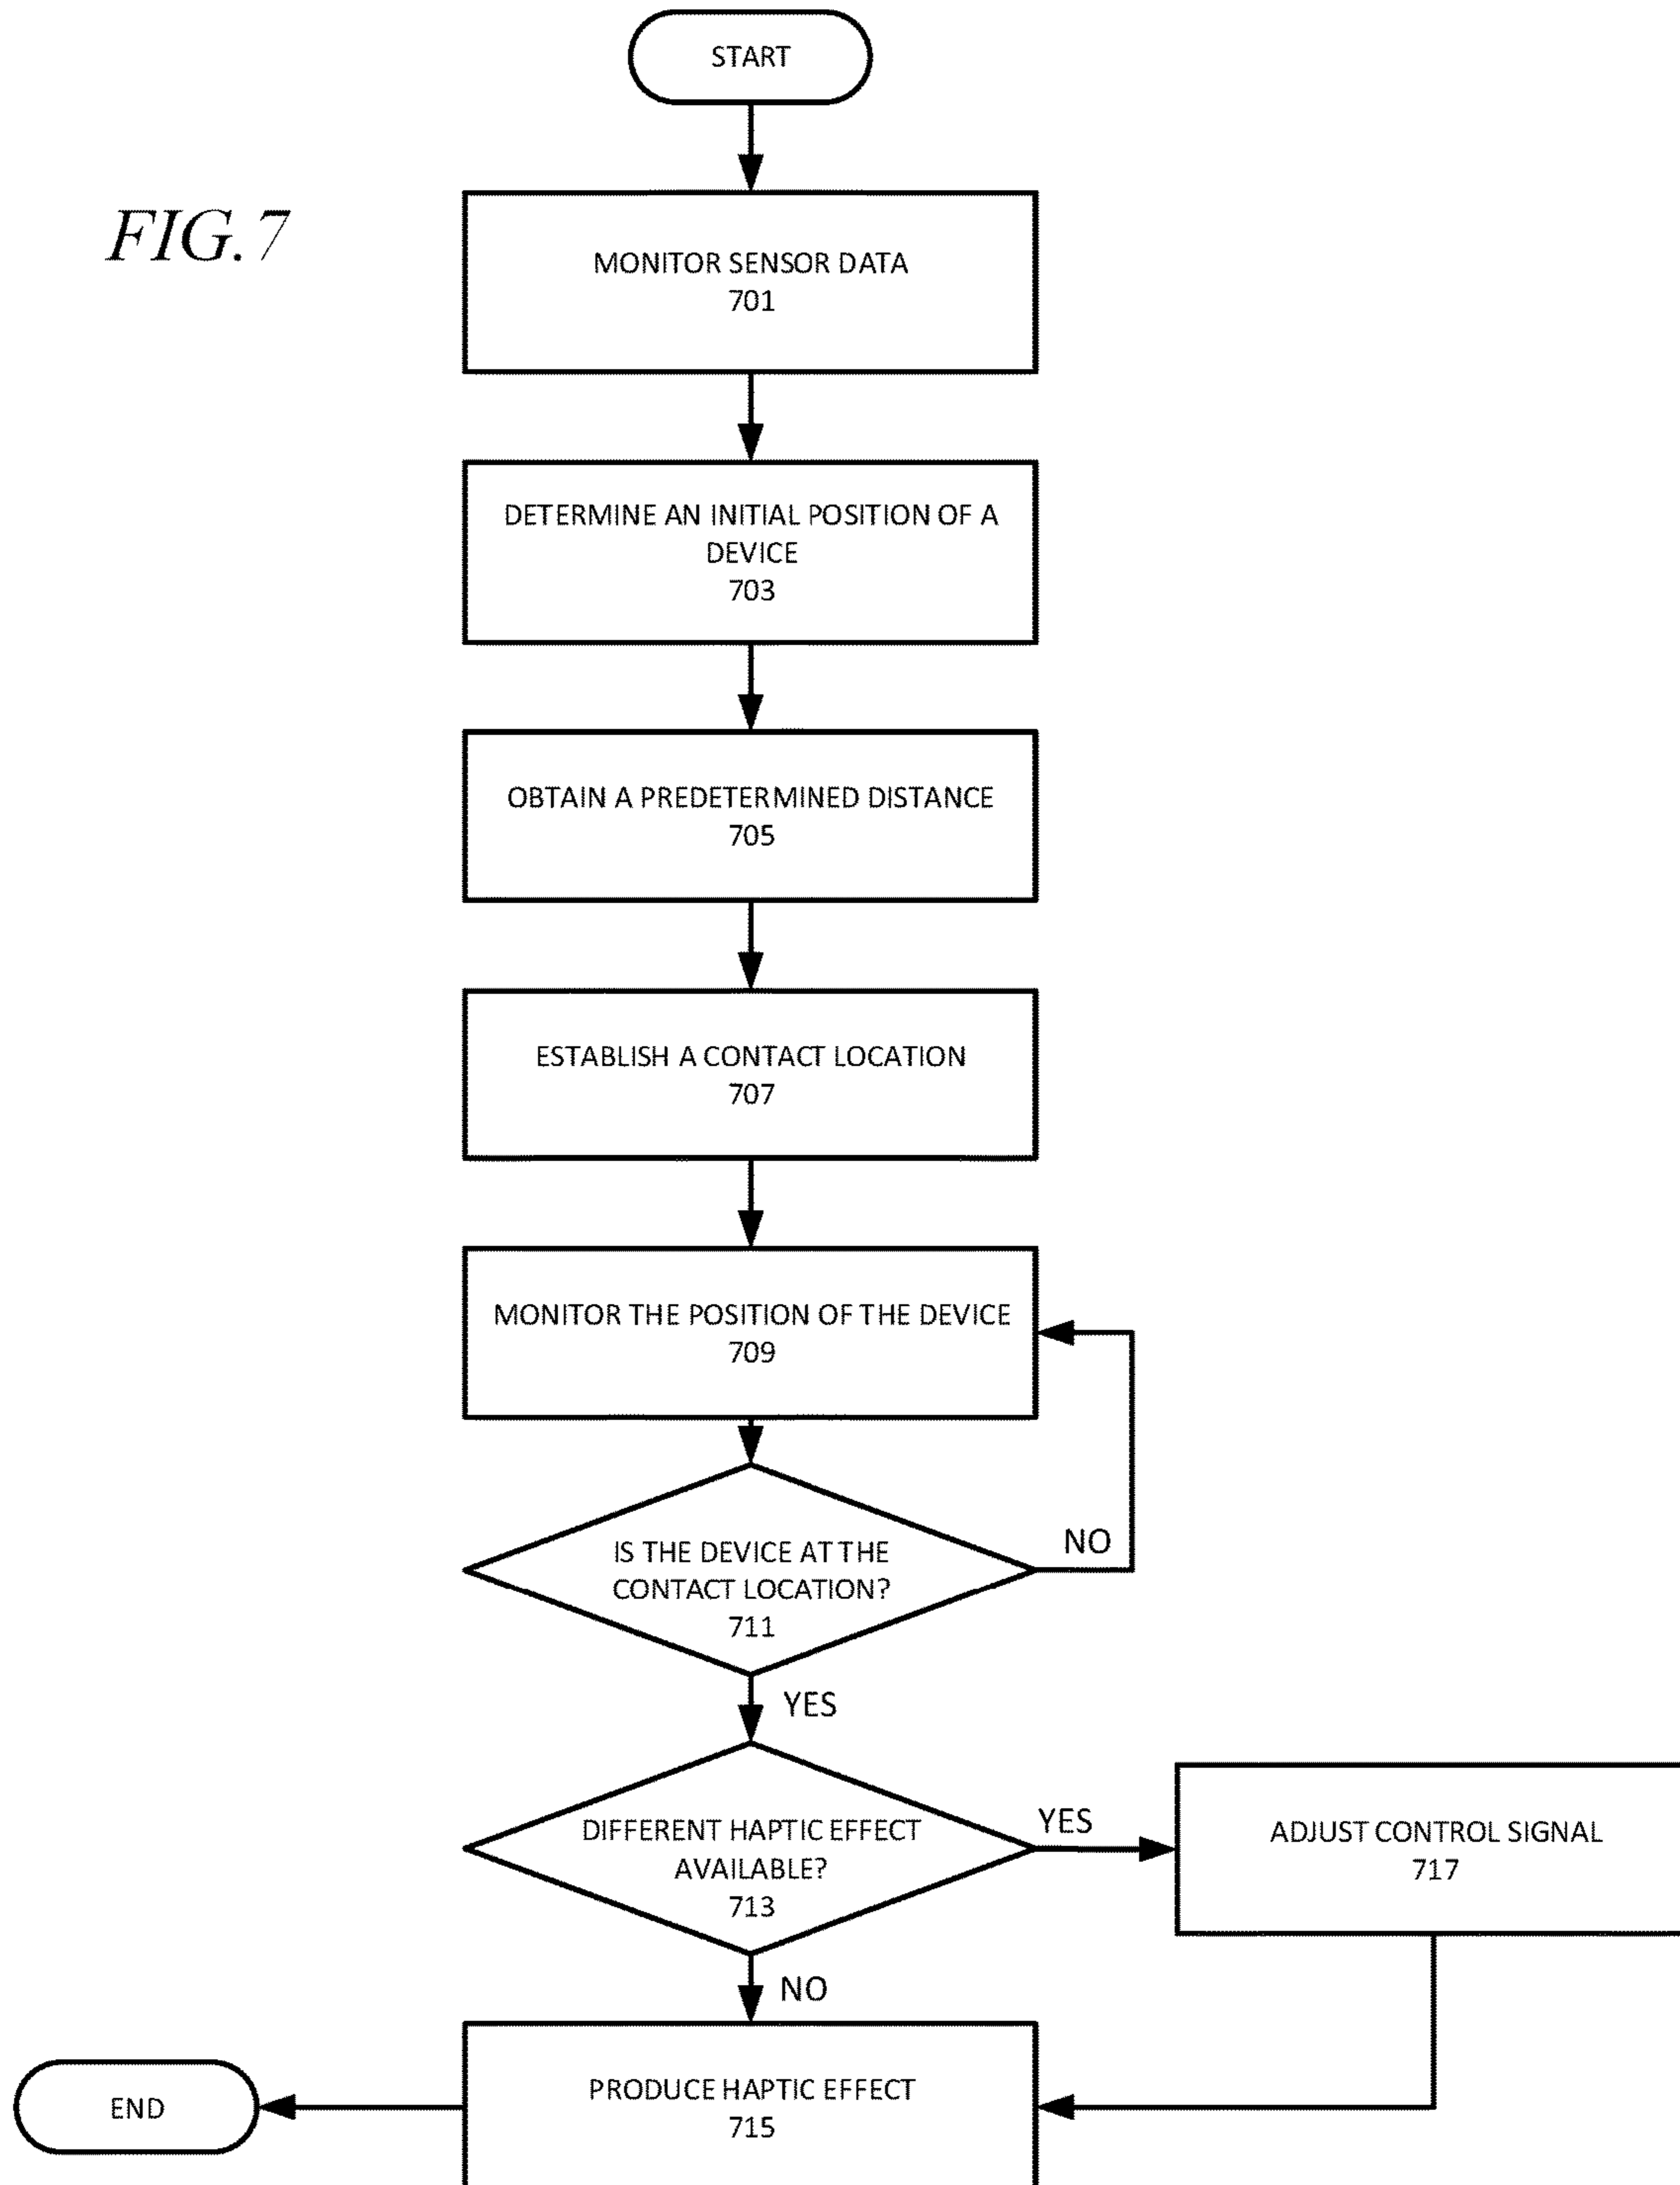 START
FIG.7
MONITOR SENSOR DATA
701
DETERMINE AN INITIAL POSITION OF A
DEVICE
703
OBTAIN A PREDETERMINED DISTANCE
705
ESTABLISH A CONTACT LOCATION
707
MONITOR THE POSITION OF THE DEVICE
709
IS THE DEVICE AT THE
CONTACT LOCATION?
711
NO
YES
DIFFERENT HAPTIC EFFECT
AVAILABLE?
713
YES
ADJUST CONTROL SIGNAL
717
NO
PRODUCE HAPTIC EFFECT
715
END